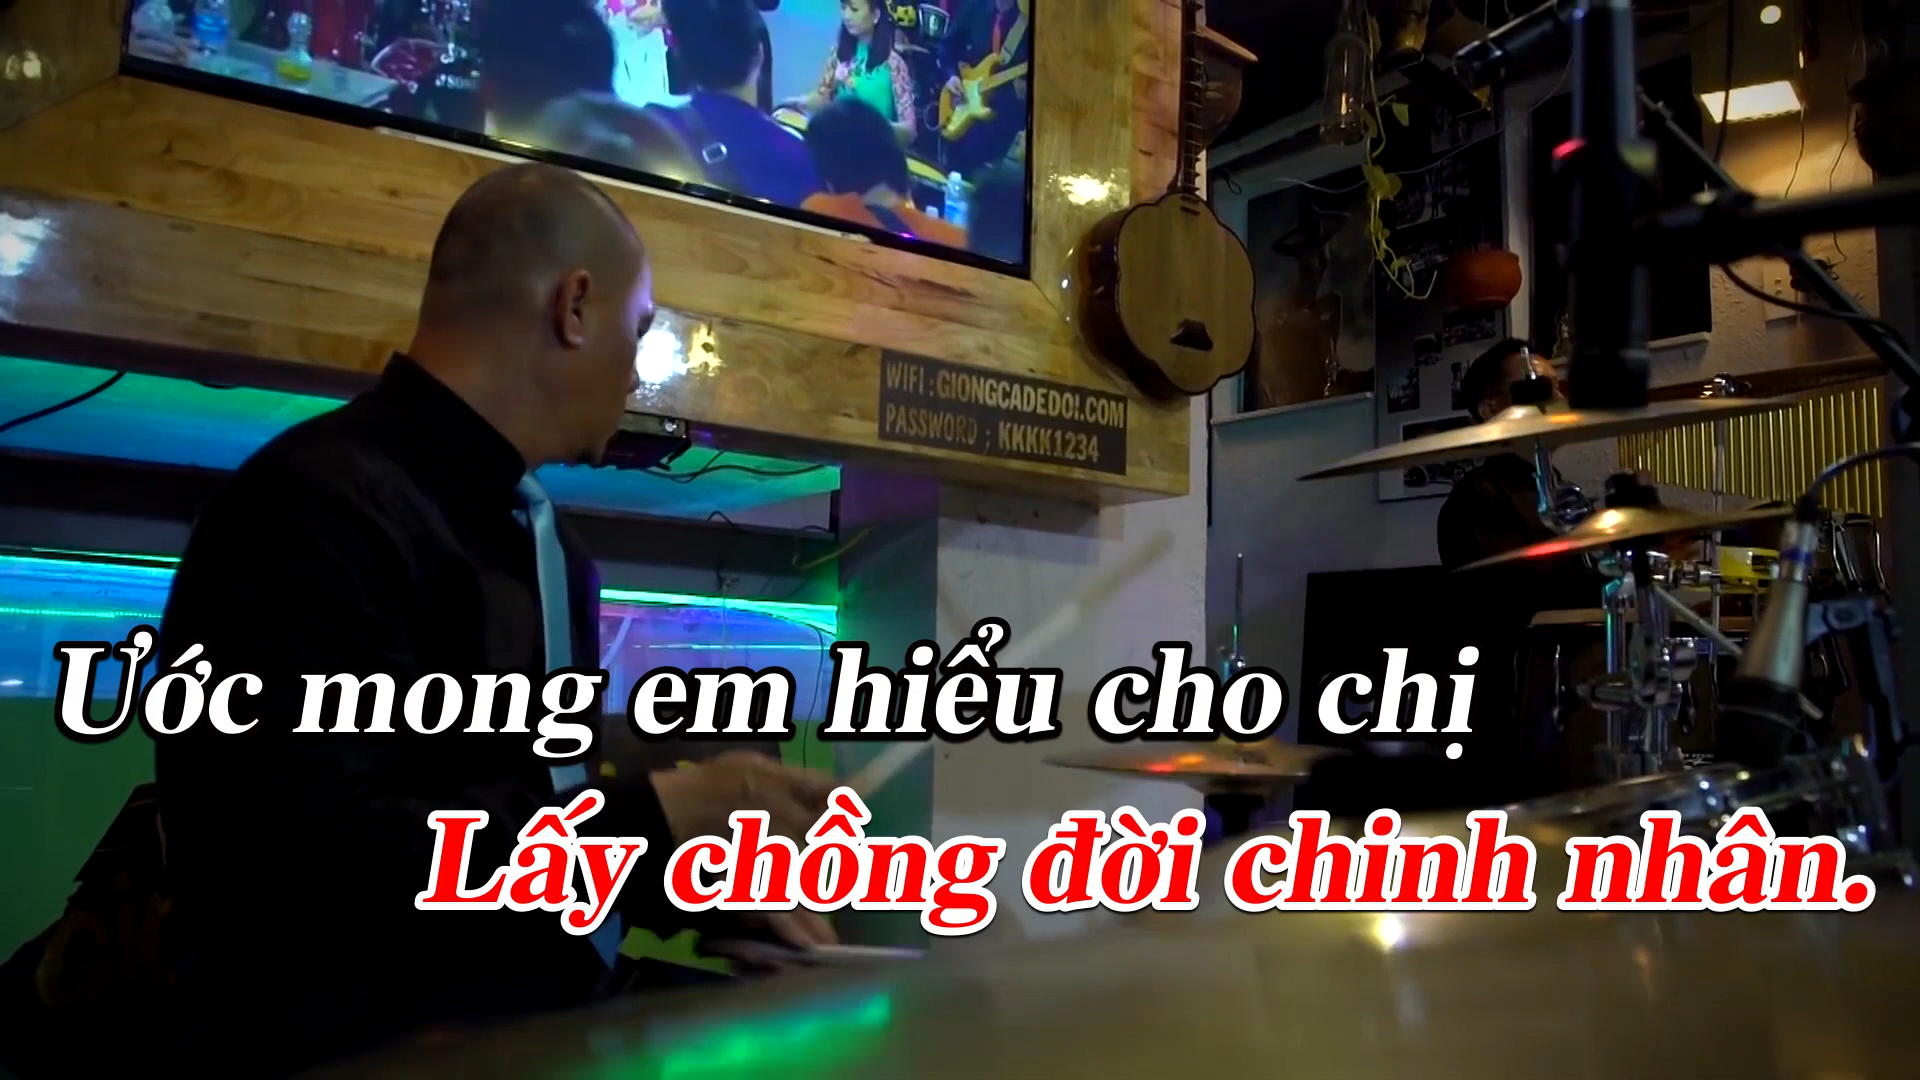 WIFI : GIONGCADEDOI.COM
PASSWORD ; KKKK1234
Ước mong em hiểu cho chị
Lấy chồng đời chinh nhân.